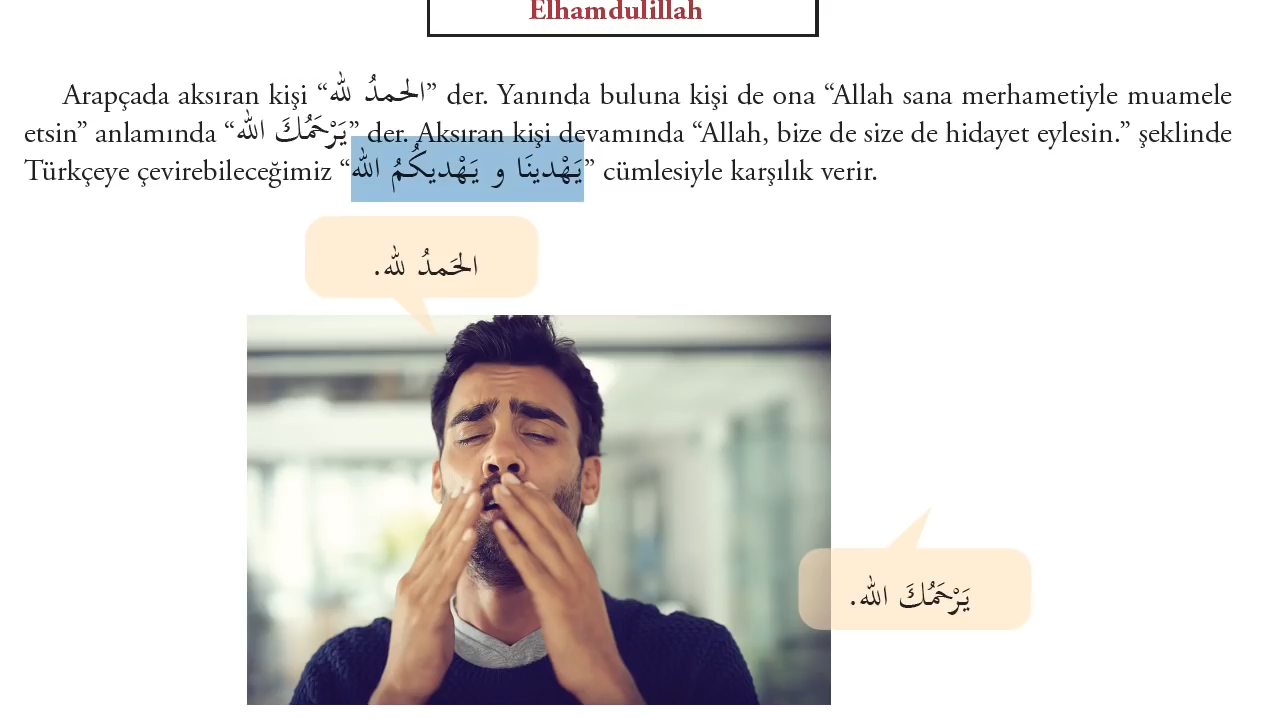 Elhamdulillah
Arapçada aksıran kişi “الحمدُ لله” der. Yanında buluna kişi de ona “Allah sana merhametiyle muamele
etsin” anlamında “يَرْحَمُكَ الله” der. Aksıran kişi devamında “Allah, bize de size de hidayet eylesin.” şeklinde
Türkçeye çevirebileceğimiz “يَهْدينَا و يَهْديكُمُ الله” cümlesiyle karşılık verir.
الحَمدُ لله.
يَرْحَمُكَ الله.